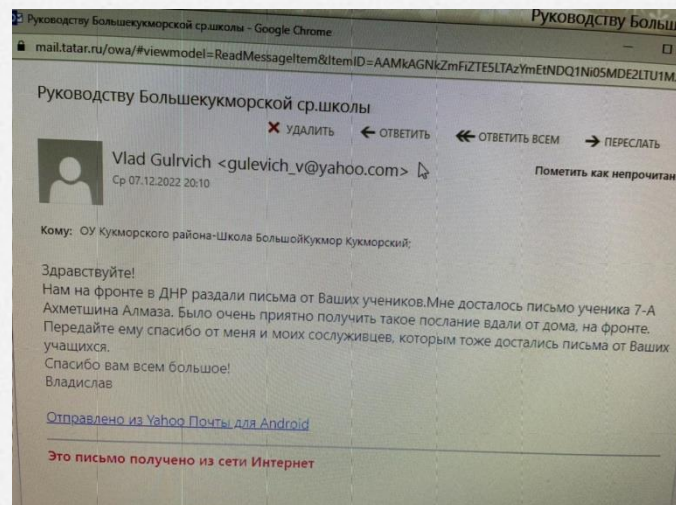 Руководству Больш
Руководству Большекукморской ср.школы - Google Chrome
mail.tatar.ru/owa/#viewmodel=ReadMessageItem&ItemID=AAMkAGNkZmFiZTE5LTAzYmEtNDQ1Ni05MDE2LTU1M
Руководству Большекукморской ср.школы
УДАЛИТЬ ОТВЕТИТЬ ОТВЕТИТЬ ВСЕМ ПЕРЕСЛАТЬ
Vlad Gulrvich <gulevich_v@yahoo.com>
Пометить как непрочитан
Ср 07.12.2022 20:10
Кому: ОУ Кукморского района-Школа БольшойКукмор Кукморский;
Здравствуйте!
Нам на фронте в ДНР раздали письма от Ваших учеников.Мне досталось письмо ученика 7-А
Ахметшина Алмаза. Было очень приятно получить такое послание вдали от дома, на фронте.
Передайте ему спасибо от меня и моих сослуживцев, которым тоже достались письма от Ваших
учащихся.
Спасибо вам всем большое!
Владислав
Отправлено из Yahoo Почты для Android
Это письмо получено из сети Интернет